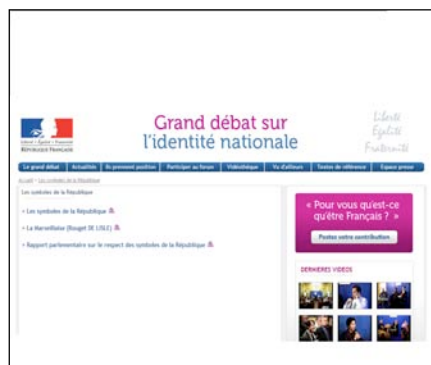 Grand débat sur
l'identité nationale
Liberté
Égalité
Fraternité
Liberté • Égalité • Fraternité
RÉPUBLIQUE FRANÇAISE
Le grand débat
Actualités
Ils prennent position
Participer au forum
Vidéothèque
Vu d'ailleurs
Textes de référence
Espace presse
Accueil > Les symboles de la République
Les symboles de la République
» Les symboles de la République
» La Marseillaise (Rouget DE LISLE)
» Rapport parlementaire sur le respect des symboles de la République
« Pour vous qu'est-ce
qu'être Français ? »
Postez votre contribution
DERNIERES VIDEOS